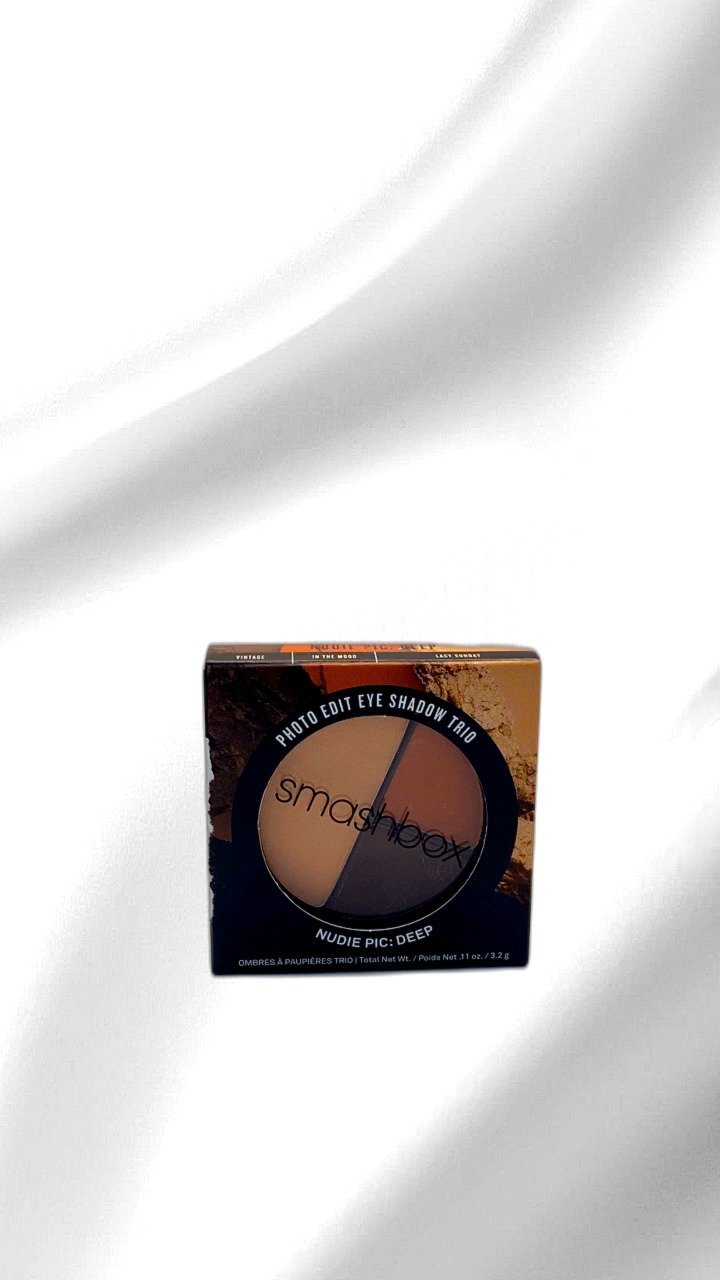 NUDIE PIC: DEEP
VINTAGE
IN THE MOOD
LACY SUNDAY
PHOTO EDIT EYE SHADOW TRIO
smashbox
NUDIE PIC: DEEP
OMBRES À PAUPIÈRES TRIO | Total Net Wt. / Poids Net .11 oz. / 3.2 g